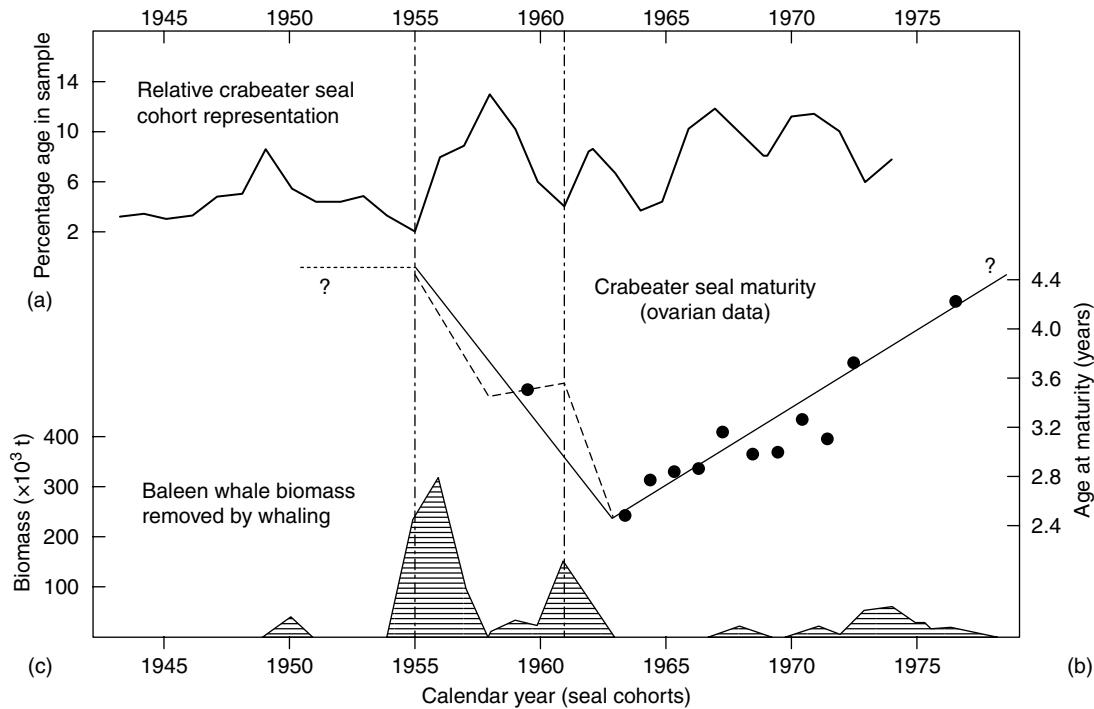 1945 1950 1955 1960 1965 1970 1975
Percentage age in sample
14
10
6
2
Relative crabeater seal
cohort representation
(a)
?
Crabeater seal maturity
(ovarian data)
?
4.4
4.0
3.6
3.2
2.8
2.4
Age at maturity (years)
Biomass (×10³ t)
400
300
200
100
Baleen whale biomass
removed by whaling
(c)
1945 1950 1955 1960 1965 1970 1975
(b)
Calendar year (seal cohorts)